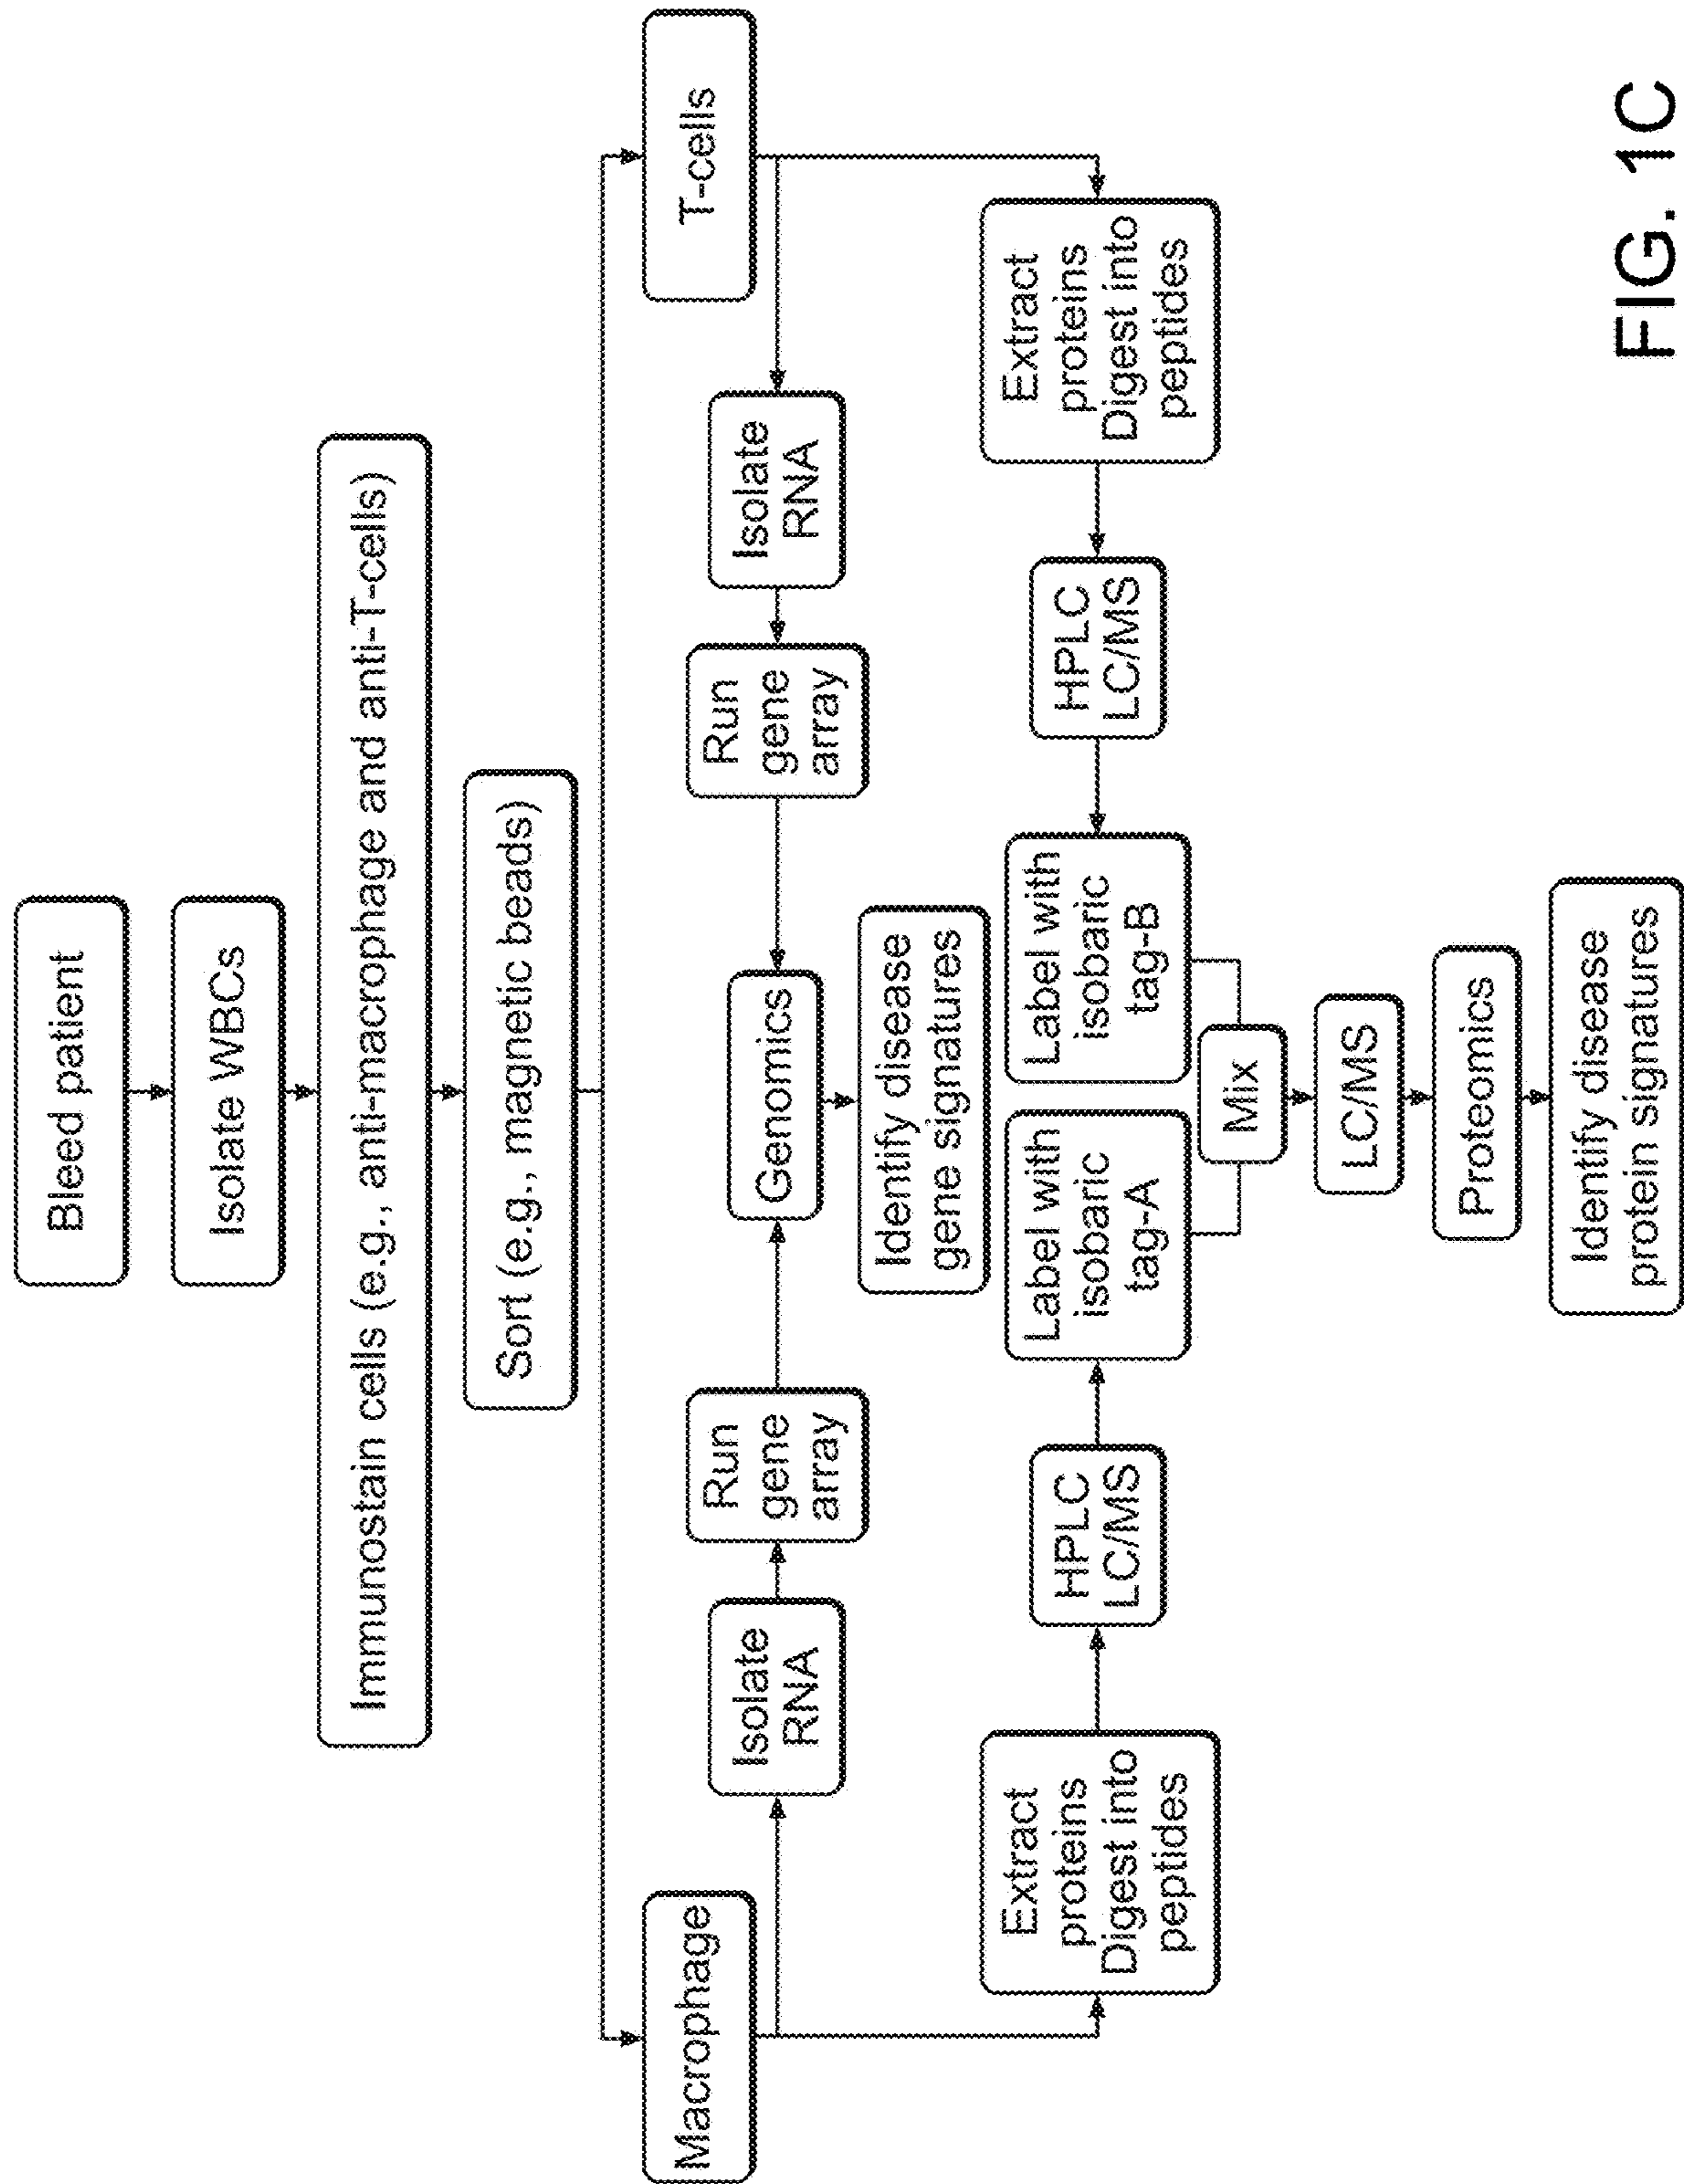 Bleed patient
Isolate WBCs
Immunostain cells (e.g., anti-macrophage and anti-T-cells)
Sort (e.g., magnetic beads)
Macrophage
T-cells
Isolate
RNA
Run
gene
array
Genomics
Run
gene
array
Isolate
RNA
Identify disease
gene signatures
Extract
proteins
Digest into
peptides
HPLC
LC/MS
Label with
isobaric
tag-A
Label with
isobaric
tag-B
HPLC
LC/MS
Extract
proteins
Digest into
peptides
Mix
LC/MS
Proteomics
Identify disease
protein signatures
FIG. 1C